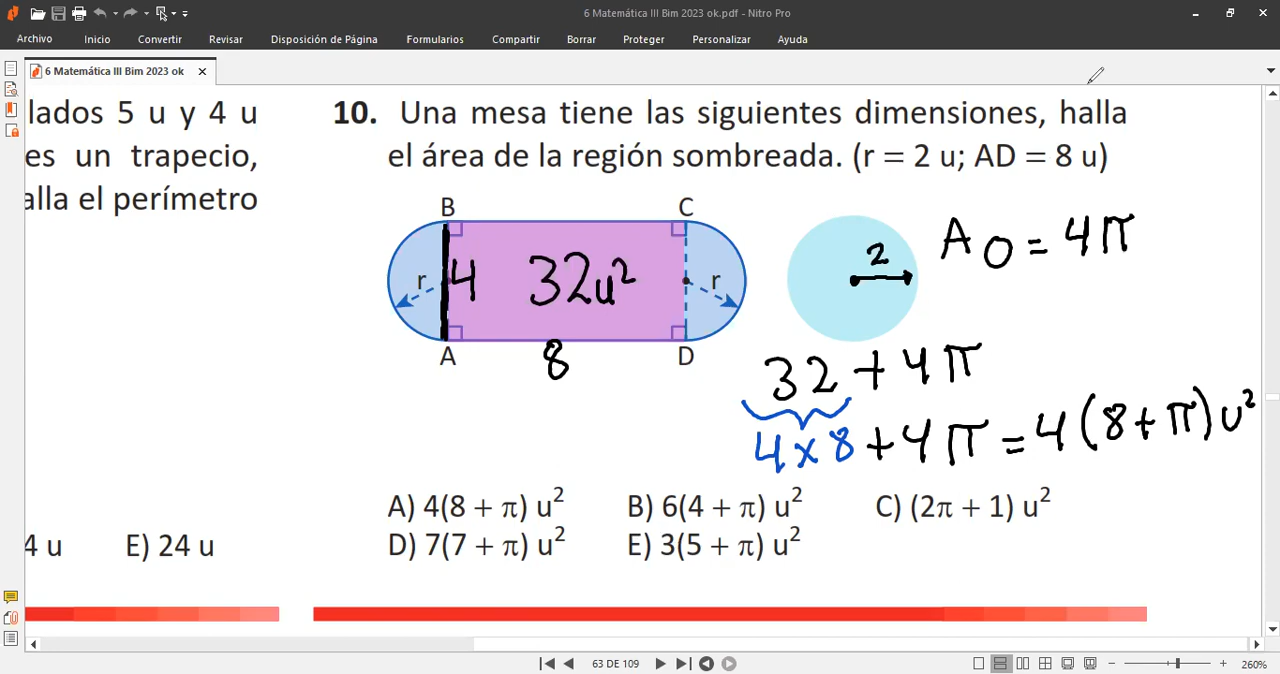 6 Matemática III Bim 2023 ok.pdf - Nitro Pro
Archivo Inicio Convertir Revisar Disposición de Página Formularios Compartir Borrar Proteger Personalizar Ayuda
6 Matemática III Bim 2023 ok
lados 5 u y 4 u
es un trapecio,
alla el perímetro
4 u E) 24 u
10. Una mesa tiene las siguientes dimensiones, halla
el área de la región sombreada. (r = 2 u; AD = 8 u)
B C
r 4 32u² r
A 8 D
2
A O = 4π
32 + 4π
4 x 8 + 4π = 4(8+π)u²
A) 4(8 + π) u² B) 6(4 + π) u² C) (2π + 1) u²
D) 7(7 + π) u² E) 3(5 + π) u²
63 DE 109
260%